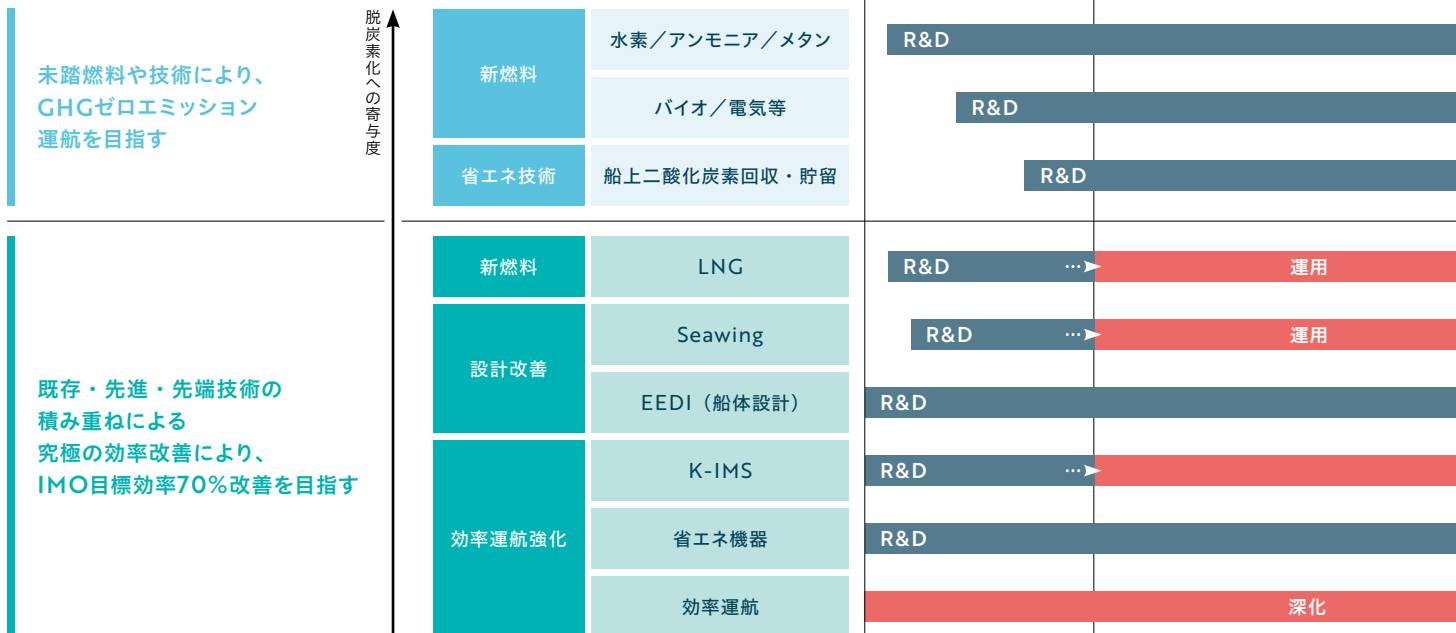 脱炭素化への寄与度
未踏燃料や技術により、
GHGゼロエミッション
運航を目指す
新燃料
水素／アンモニア／メタン
R&D
バイオ／電気等
R&D
省エネ技術
船上二酸化炭素回収・貯留
R&D
既存・先進・先端技術の
積み重ねによる
究極の効率改善により、
IMO目標効率70%改善を目指す
新燃料
LNG
R&D
運用
設計改善
Seawing
R&D
運用
EEDI（船体設計）
R&D
効率運航強化
K-IMS
R&D
省エネ機器
R&D
効率運航
深化